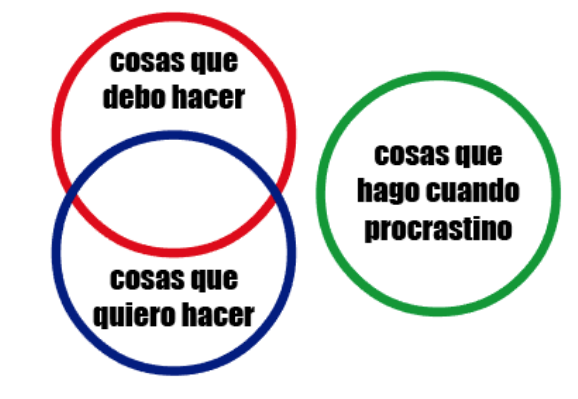 cosas que
debo hacer
cosas que
quiero hacer
cosas que
hago cuando
procrastino